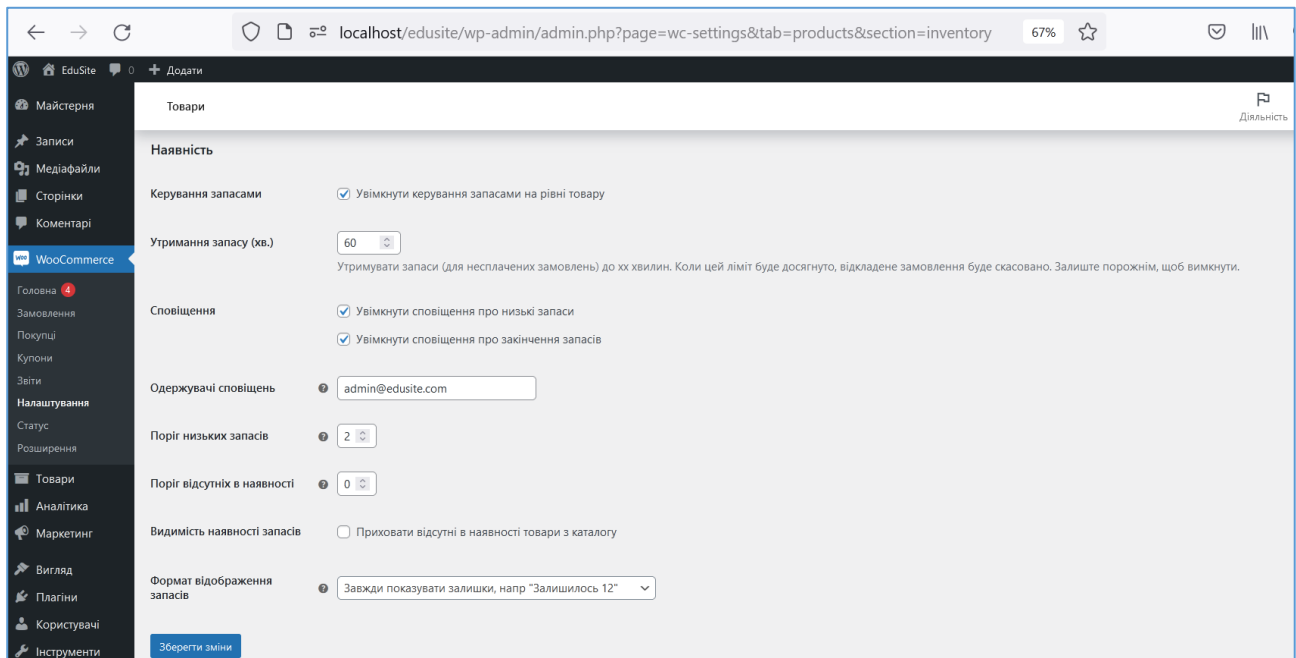 localhost/edusite/wp-admin/admin.php?page=wc-settings&tab=products&section=inventory 67%
EduSite 0 + Додати
Майстерня
Записи
Медіафайли
Сторінки
Коментарі
woo WooCommerce
Головна 4
Замовлення
Покупці
Купони
Звіти
Налаштування
Статус
Розширення
Товари
Аналітика
Маркетинг
Вигляд
Плагіни
Користувачі
Інструменти
Товари
Діяльність
Наявність
Керування запасами Увімкнути керування запасами на рівні товару
Утримання запасу (хв.) 60
Утримувати запаси (для несплачених замовлень) до xx хвилин. Коли цей ліміт буде досягнуто, відкладене замовлення буде скасовано. Залиште порожнім, щоб вимкнути.
Сповіщення Увімкнути сповіщення про низькі запаси
Увімкнути сповіщення про закінчення запасів
Одержувачі сповіщень admin@edusite.com
Поріг низьких запасів 2
Поріг відсутніх в наявності 0
Видимість наявності запасів Приховати відсутні в наявності товари з каталогу
Формат відображення
запасів
Завжди показувати залишки, напр "Залишилось 12"
Зберегти зміни